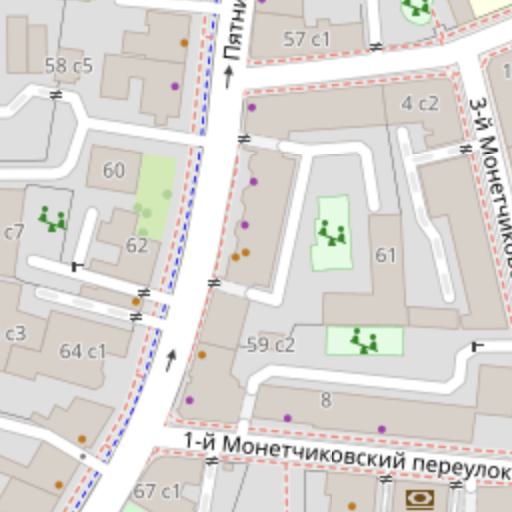 Пятни
57 с1
58 с5
4 с2
1
3-й Монетчиковс
60
с7
62
61
с3
64 с1
59 с2
8
1-й Монетчиковский переулок
67 с1